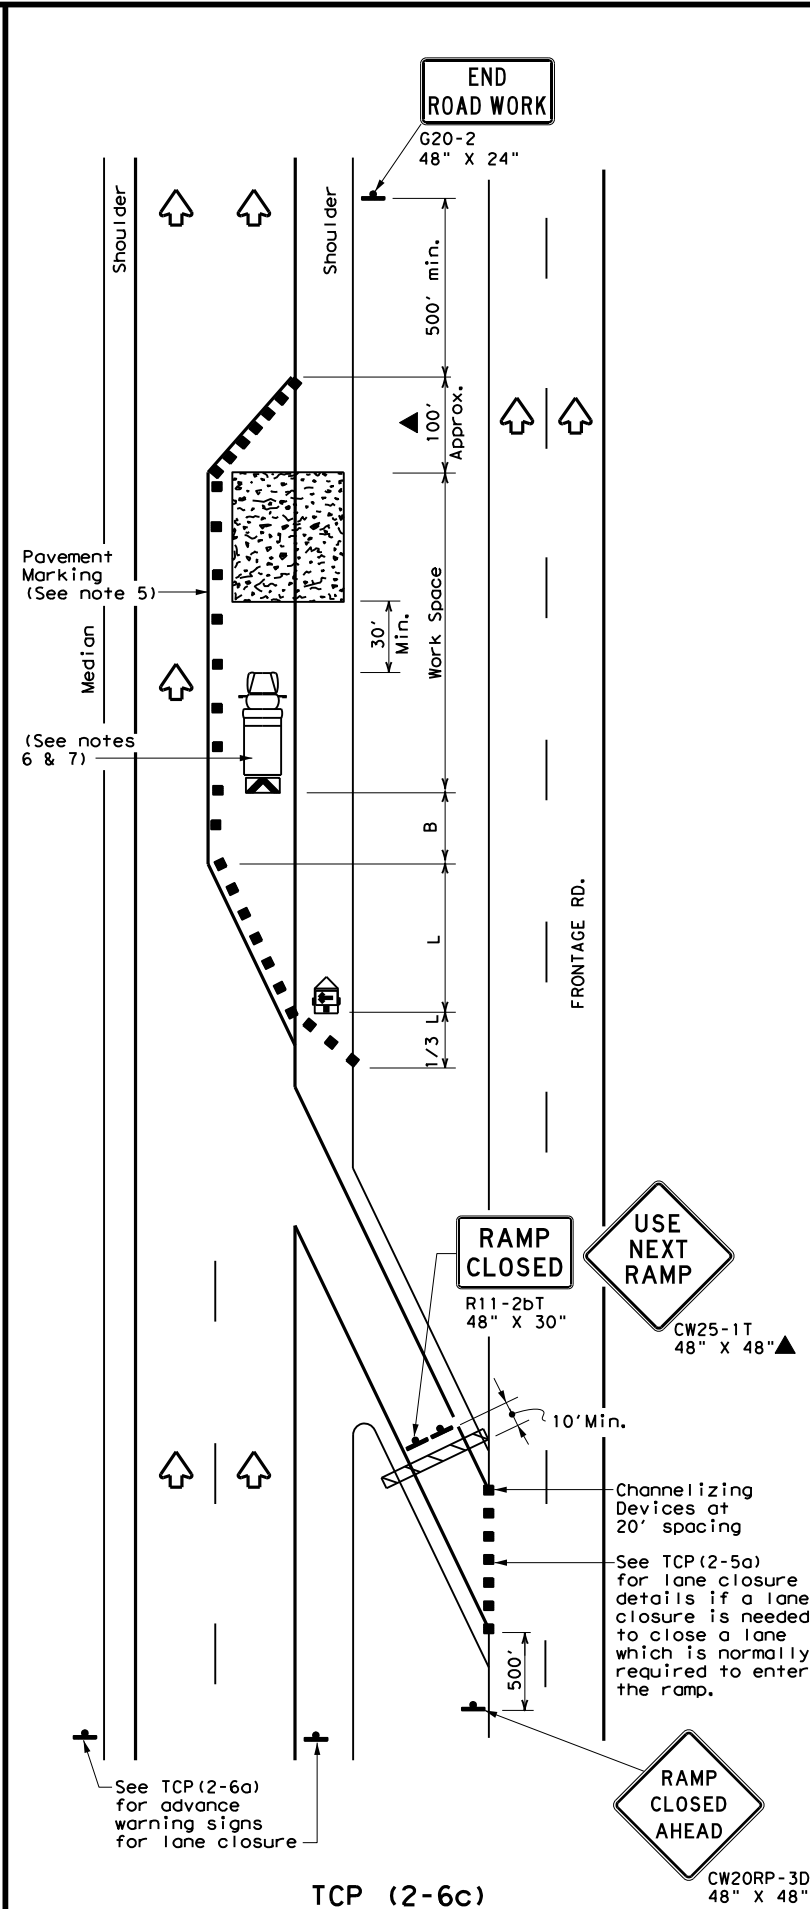 END
ROAD WORK
G20-2
48" X 24"
Shoulder
Shoulder
500' min.
100'
Approx.
Pavement
Marking
(See note 5)
Work Space
30'
Min.
Median
(See notes
6 & 7)
B
L
FRONTAGE RD.
1/3 L
RAMP
CLOSED
R11-2bT
48" X 30"
USE
NEXT
RAMP
CW25-1T
48" X 48"
10'Min.
Channelizing
Devices at
20' spacing
See TCP(2-5a)
for lane closure
details if a lane
closure is needed
to close a lane
which is normally
required to enter
the ramp.
500'
See TCP(2-6a)
for advance
warning signs
for lane closure
RAMP
CLOSED
AHEAD
CW20RP-3D
48" X 48"
TCP (2-6c)